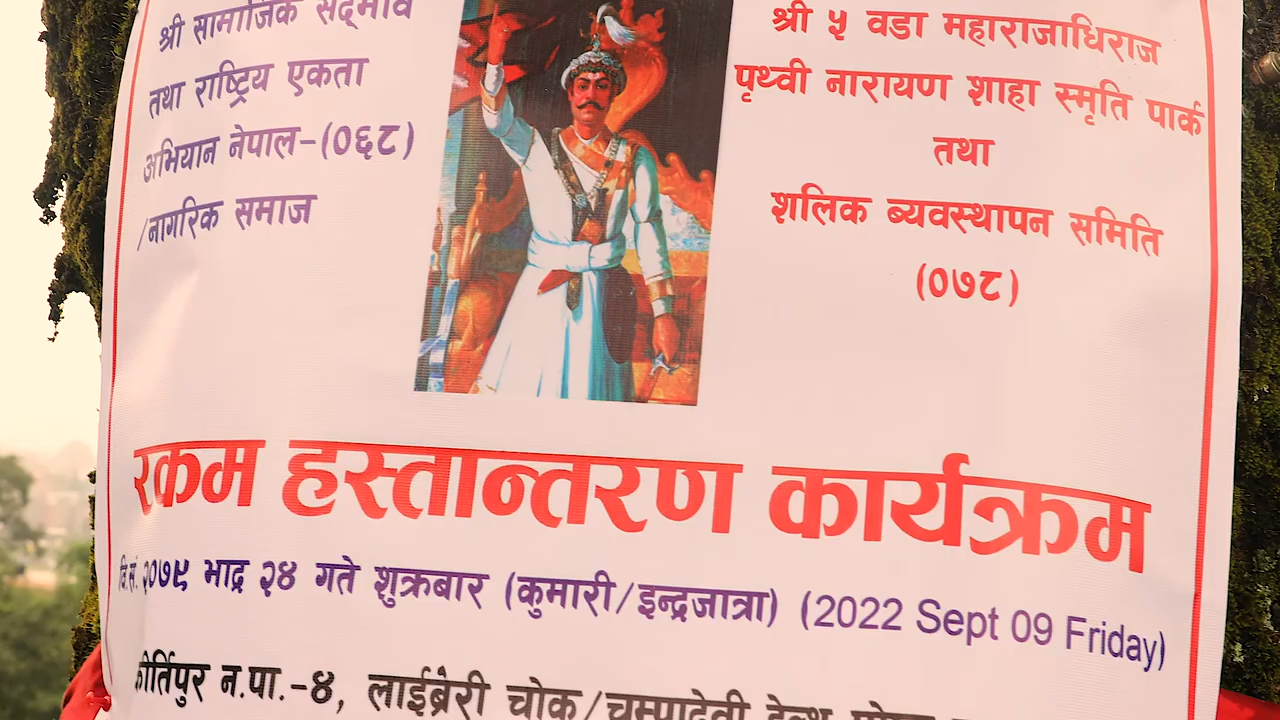 श्री सामाजिक सद्भाव
तथा राष्ट्रिय एकता
अभियान नेपाल-(०६८)
/नागरिक समाज
श्री ५ वडा महाराजाधिराज
पृथ्वी नारायण शाहा स्मृति पार्क
तथा
शलिक ब्यवस्थापन समिति
(०७८)
रकम हस्तान्तरण कार्यक्रम
वि.सं. २०७९ भाद्र २४ गते शुक्रबार (कुमारी/इन्द्रजात्रा) (2022 Sept 09 Friday)
कीर्तिपुर न.पा.-४, लाईब्रेरी चोक/चम्पादेवी हेल्थ